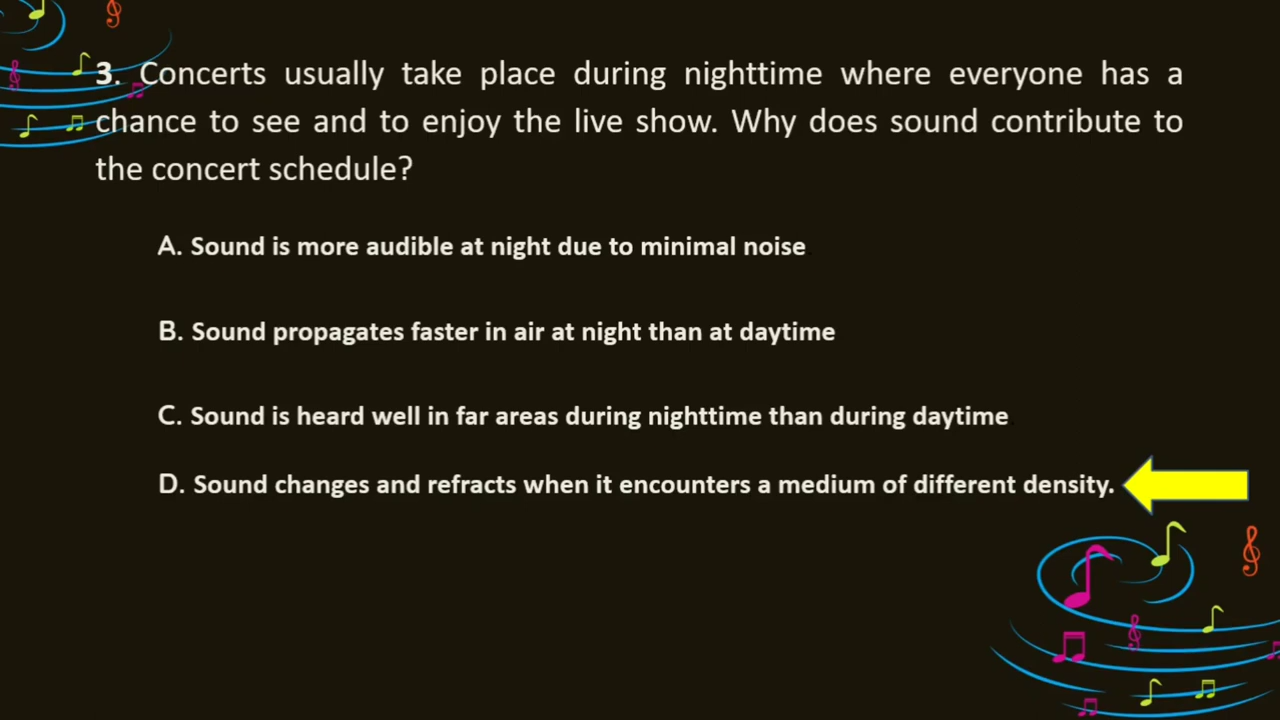 3. Concerts usually take place during nighttime where everyone has a
chance to see and to enjoy the live show. Why does sound contribute to
the concert schedule?
A. Sound is more audible at night due to minimal noise
B. Sound propagates faster in air at night than at daytime
C. Sound is heard well in far areas during nighttime than during daytime.
D. Sound changes and refracts when it encounters a medium of different density.